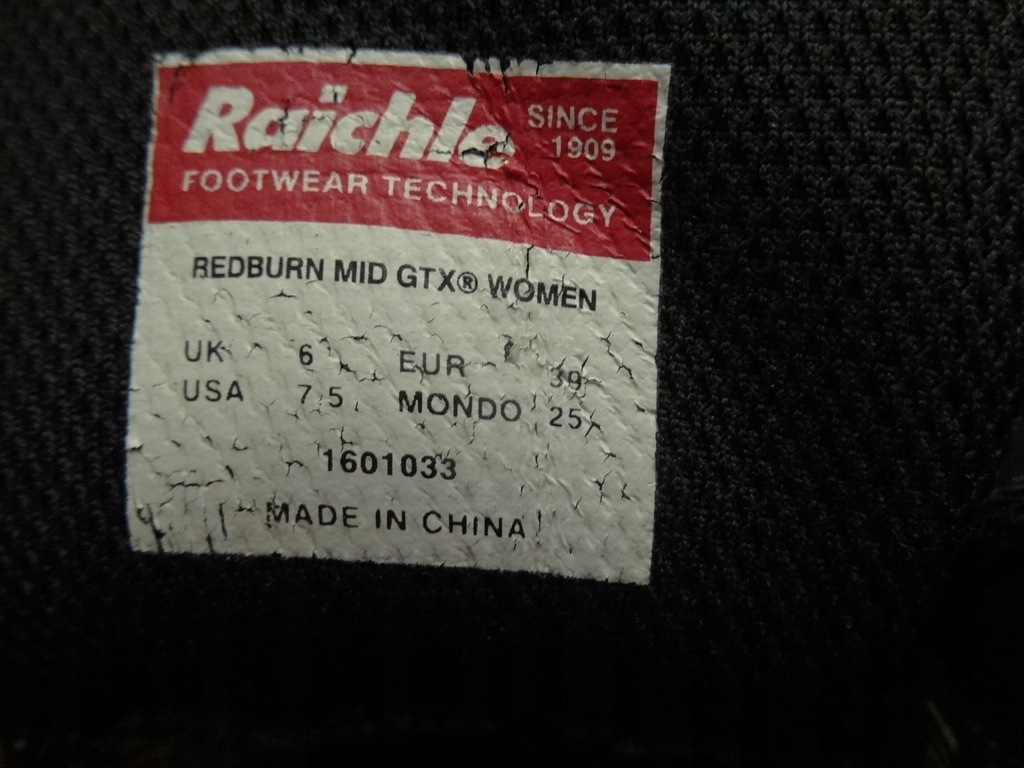 Raichle SINCE 1909
FOOTWEAR TECHNOLOGY
REDBURN MID GTX® WOMEN
UK 6 EUR 39
USA 7.5 MONDO 25
1601033
MADE IN CHINA